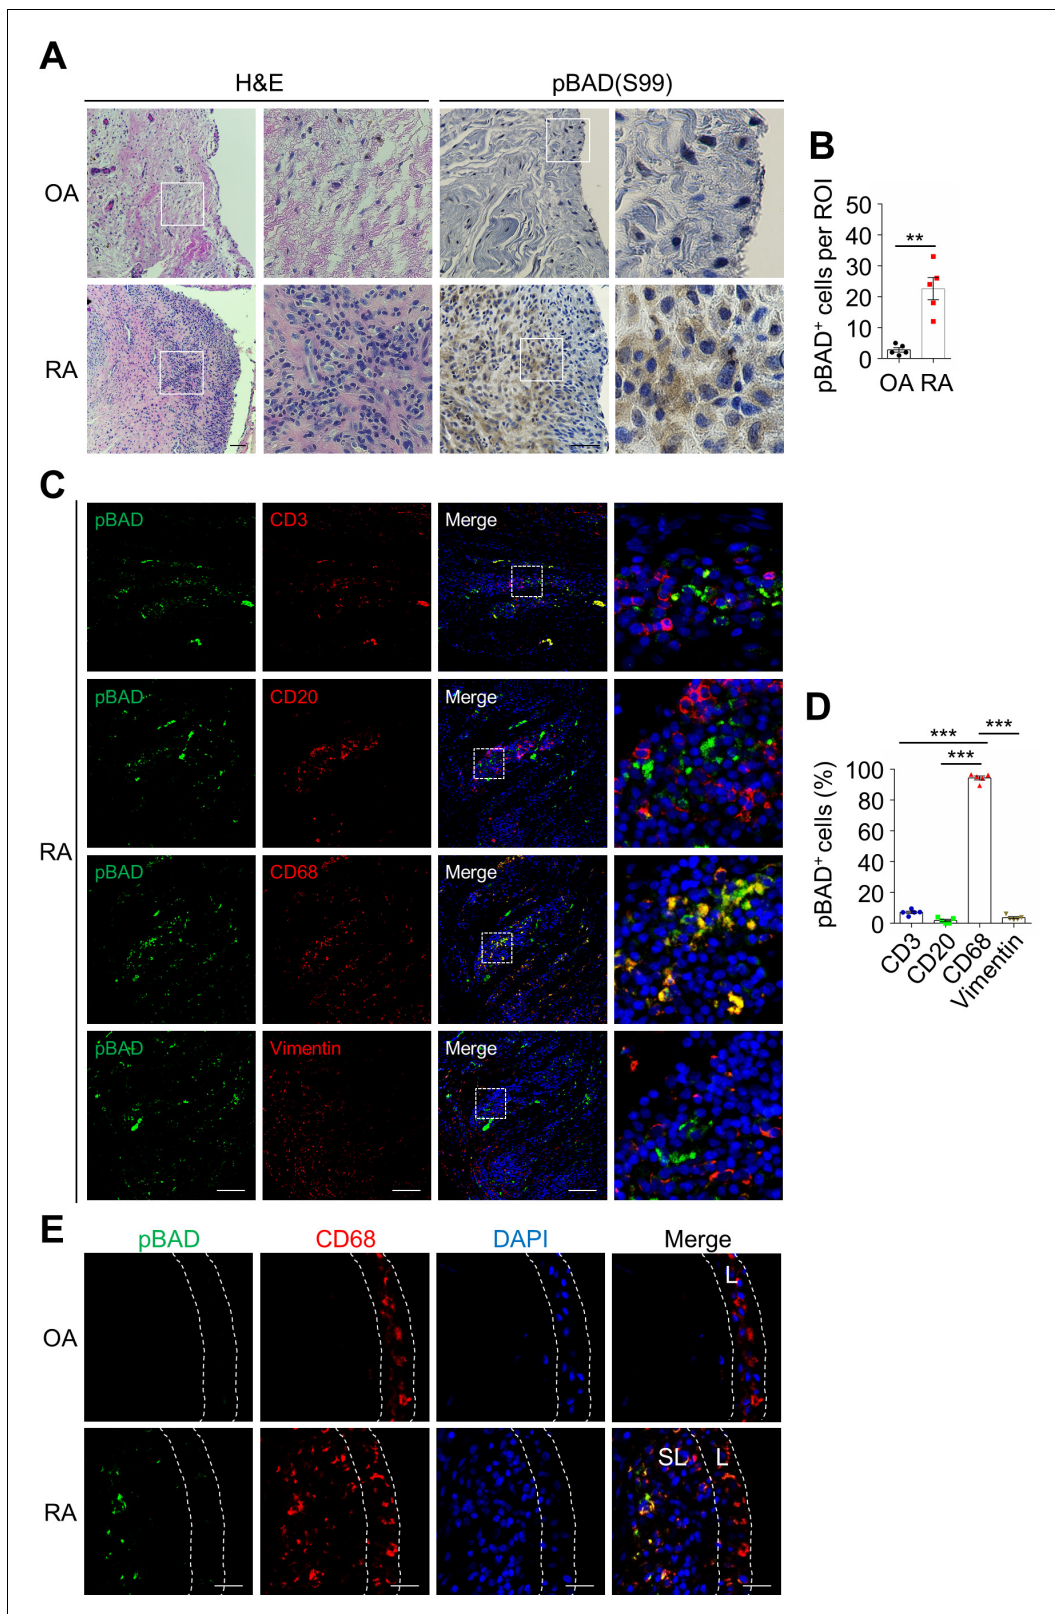 A
H&E
pBAD(S99)
OA
RA
B
pBAD+ cells per ROI
50
40
30
20
10
0
**
OA RA
C
RA
pBAD
CD3
Merge
pBAD
CD20
Merge
pBAD
CD68
Merge
pBAD
Vimentin
Merge
D
pBAD+ cells (%)
***
***
***
100
80
60
40
20
0
CD3
CD20
CD68
Vimentin
E
pBAD
CD68
DAPI
Merge
OA
L
RA
SL
L